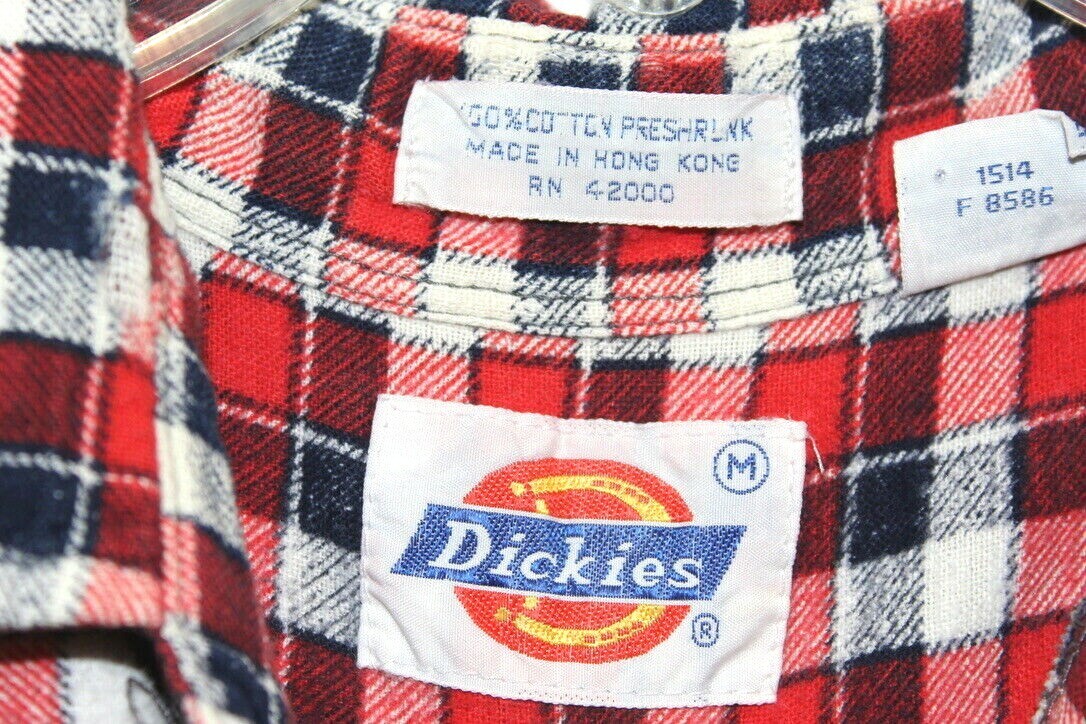 100% COTTON PRESHRUNK
MADE IN HONG KONG
RN 42000
1514
F 8586
M
Dickies
®